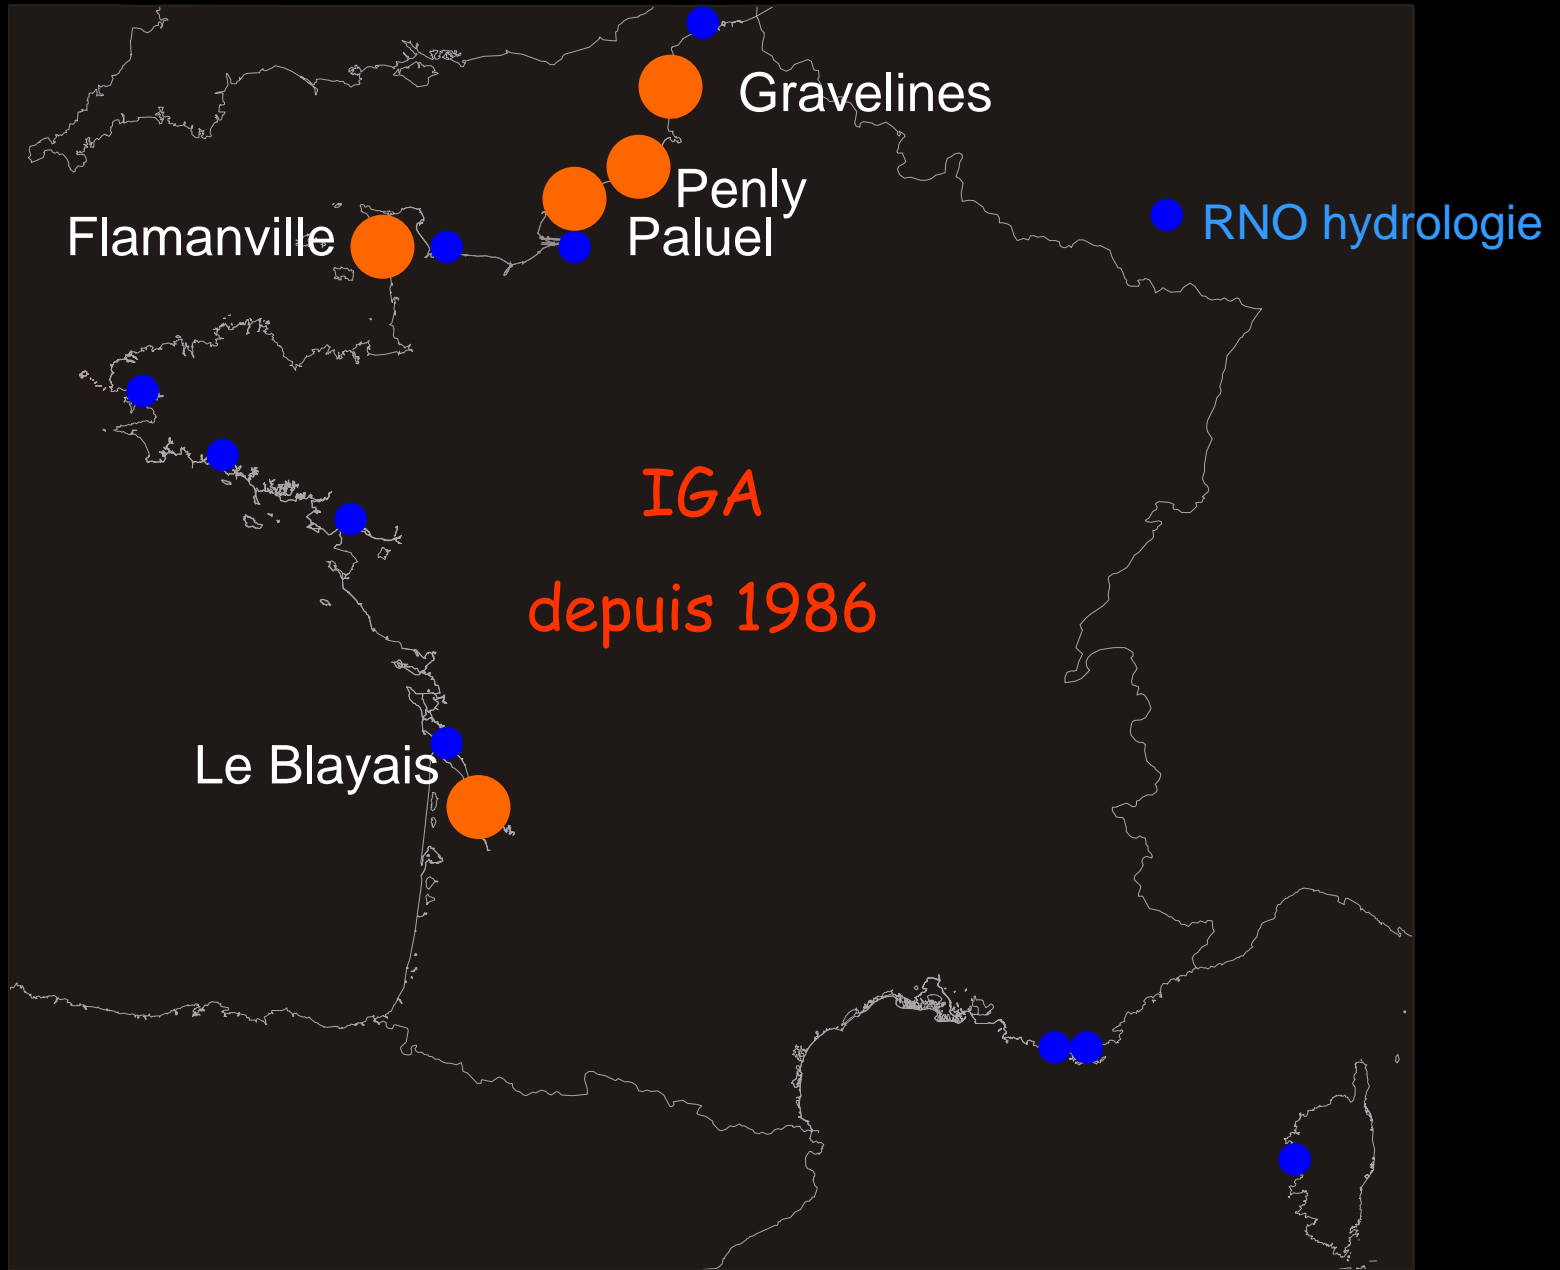 Gravelines
Penly
RNO hydrologie
Flamanville
Paluel
IGA
depuis 1986
Le Blayais